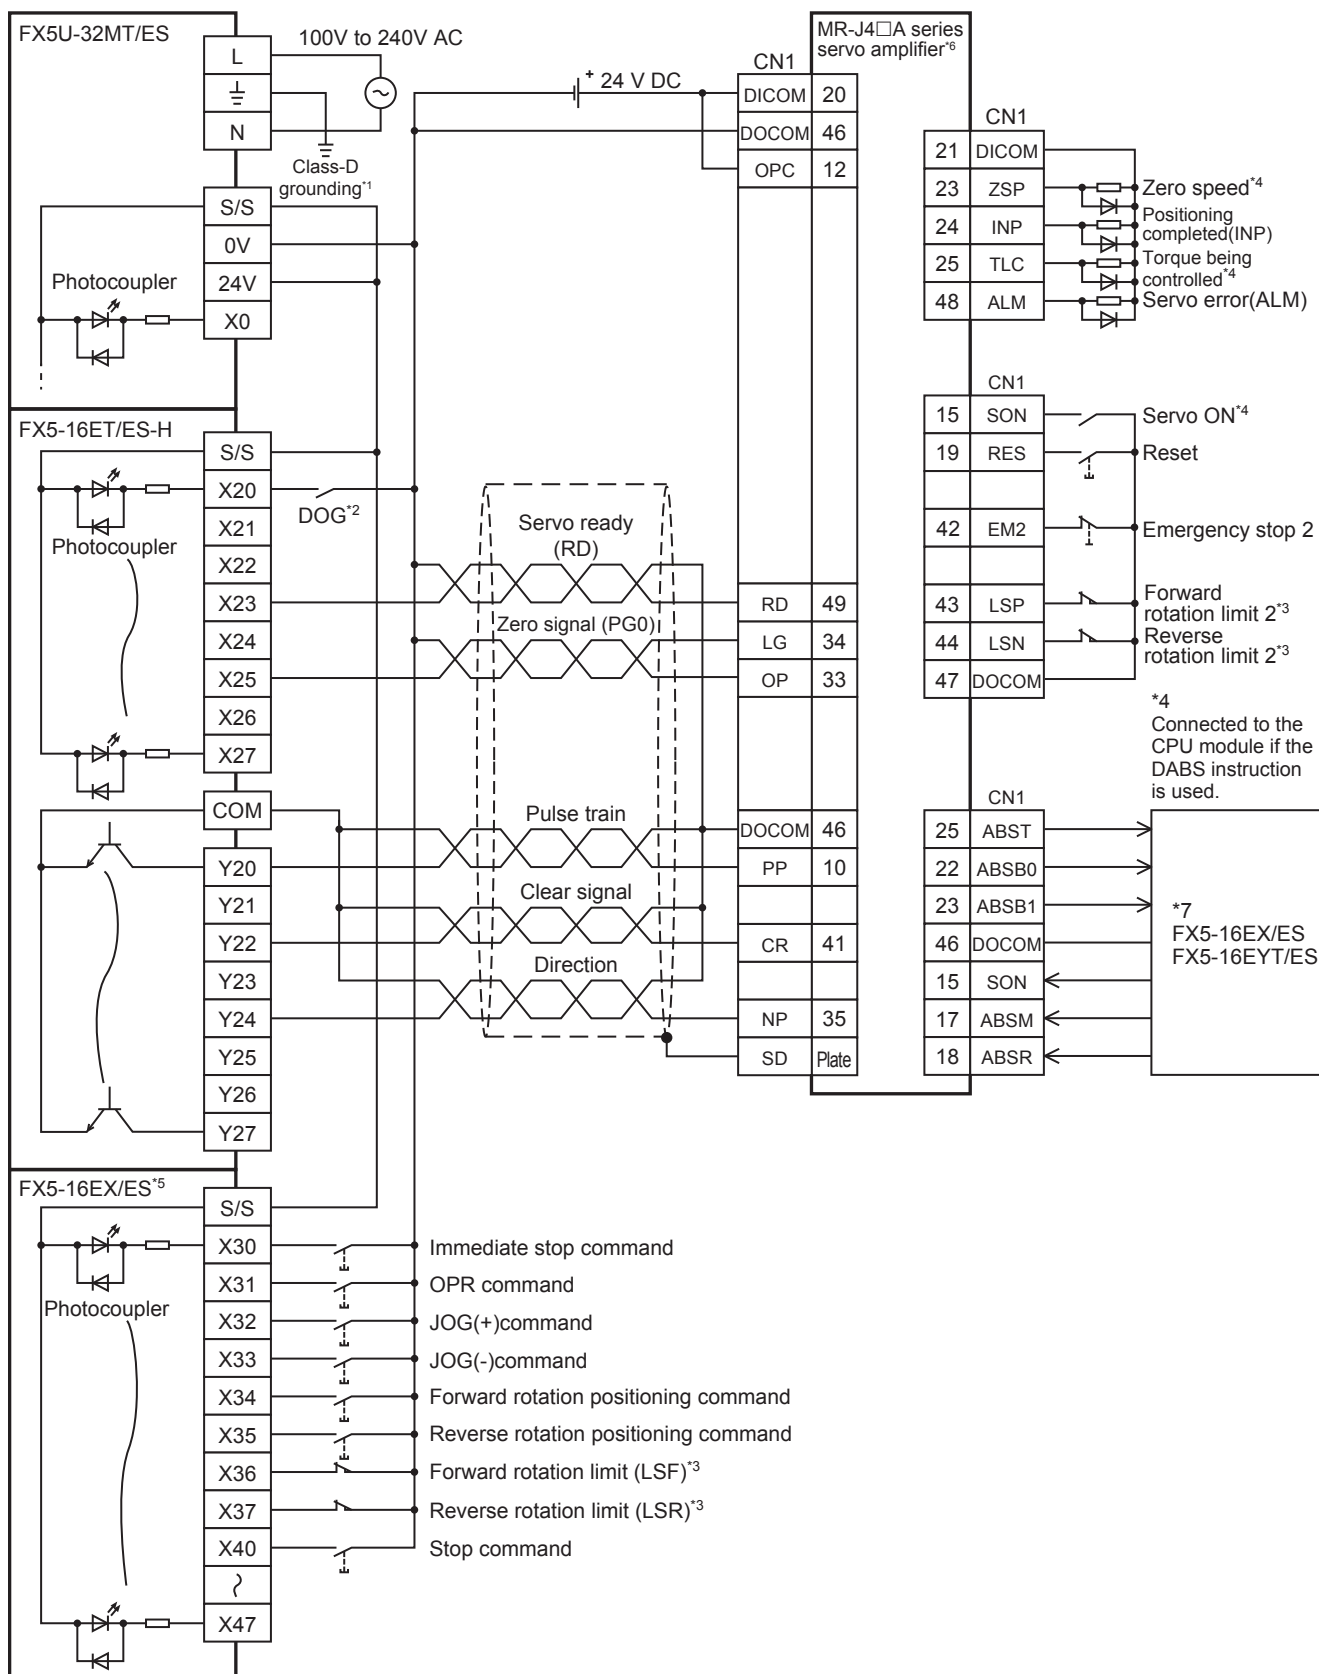 FX5U-32MT/ES
L
N
100V to 240V AC
Class-D
grounding*1
S/S
0V
24V
X0
Photocoupler
FX5-16ET/ES-H
S/S
X20
X21
X22
X23
X24
X25
X26
X27
Photocoupler
DOG*2
COM
Y20
Y21
Y22
Y23
Y24
Y25
Y26
Y27
FX5-16EX/ES*5
S/S
X30
X31
X32
X33
X34
X35
X36
X37
X40
X47
Photocoupler
Immediate stop command
OPR command
JOG(+)command
JOG(-)command
Forward rotation positioning command
Reverse rotation positioning command
Forward rotation limit (LSF)*3
Reverse rotation limit (LSR)*3
Stop command
+ 24 V DC
Servo ready
(RD)
Zero signal (PG0)
Pulse train
Clear signal
Direction
MR-J4□A series
servo amplifier*6
CN1
DICOM 20
DOCOM 46
OPC 12
RD 49
LG 34
OP 33
DOCOM 46
PP 10
CR 41
NP 35
SD Plate
CN1
21 DICOM
23 ZSP Zero speed*4
24 INP Positioning
completed(INP)
25 TLC Torque being
controlled*4
48 ALM Servo error(ALM)
CN1
15 SON Servo ON*4
19 RES Reset
42 EM2 Emergency stop 2
43 LSP Forward
rotation limit 2*3
44 LSN Reverse
rotation limit 2*3
47 DOCOM
*4
Connected to the
CPU module if the
DABS instruction
is used.
CN1
25 ABST
22 ABSB0
23 ABSB1
46 DOCOM
15 SON
17 ABSM
18 ABSR
*7
FX5-16EX/ES
FX5-16EYT/ES